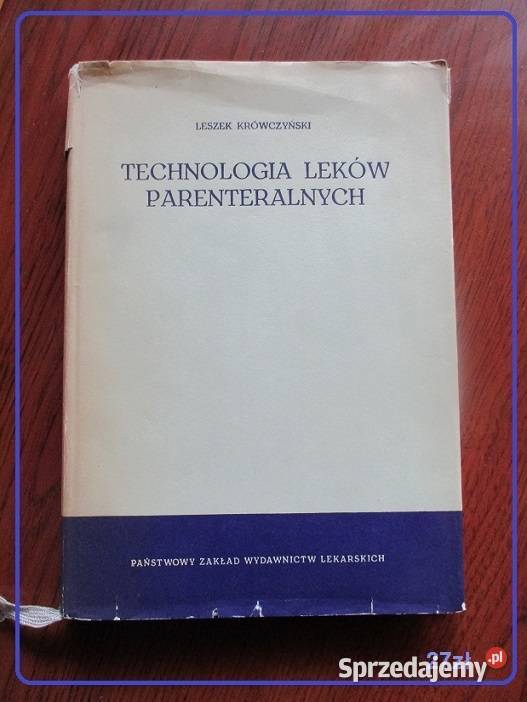 LESZEK KRÓWCZYŃSKI
TECHNOLOGIA LEKÓW
PARENTERALNYCH
PAŃSTWOWY ZAKŁAD WYDAWNICTW LEKARSKICH
27zł
Sprzedajemy.pl